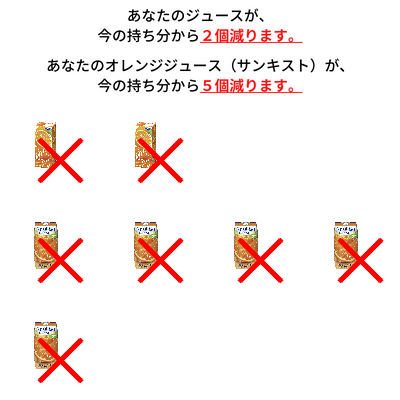 あなたのジュースが、
今の持ち分から２個減ります。
あなたのオレンジジュース（サンキスト）が、
今の持ち分から５個減ります。